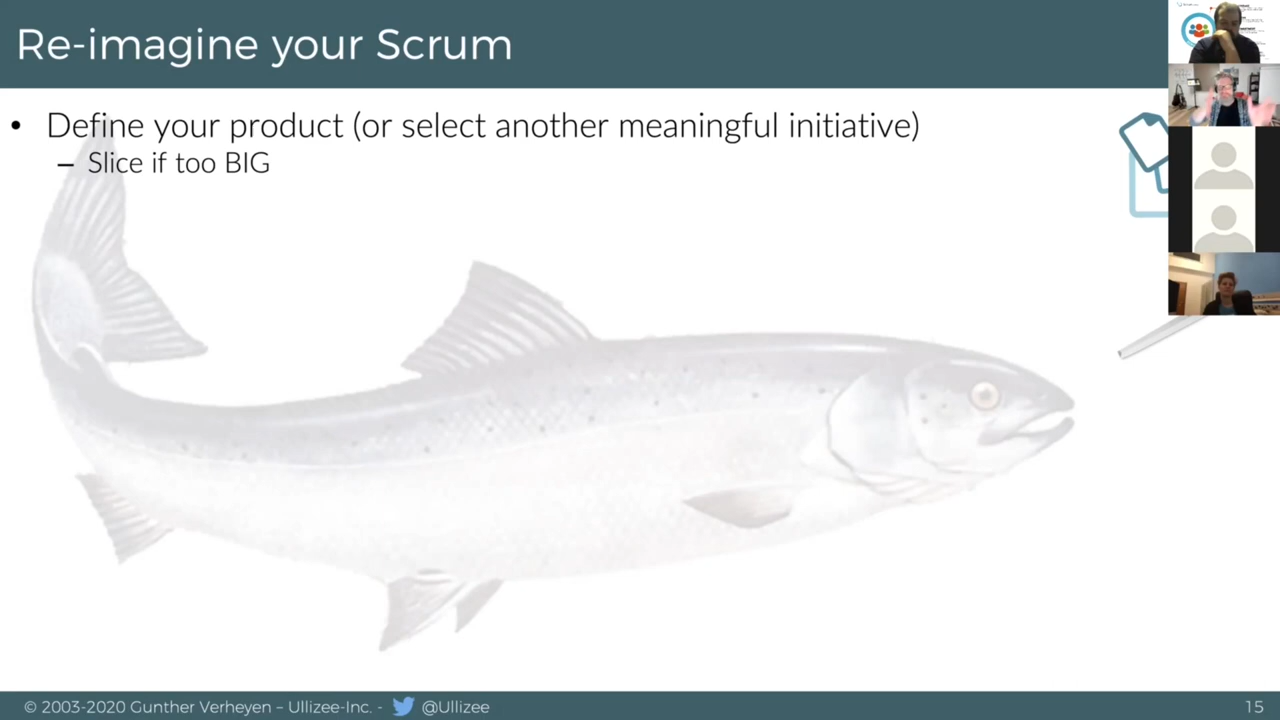 Re-imagine your Scrum
• Define your product (or select another meaningful initiative)
– Slice if too BIG
© 2003-2020 Gunther Verheyen – Ullizee-Inc. - @Ullizee
15